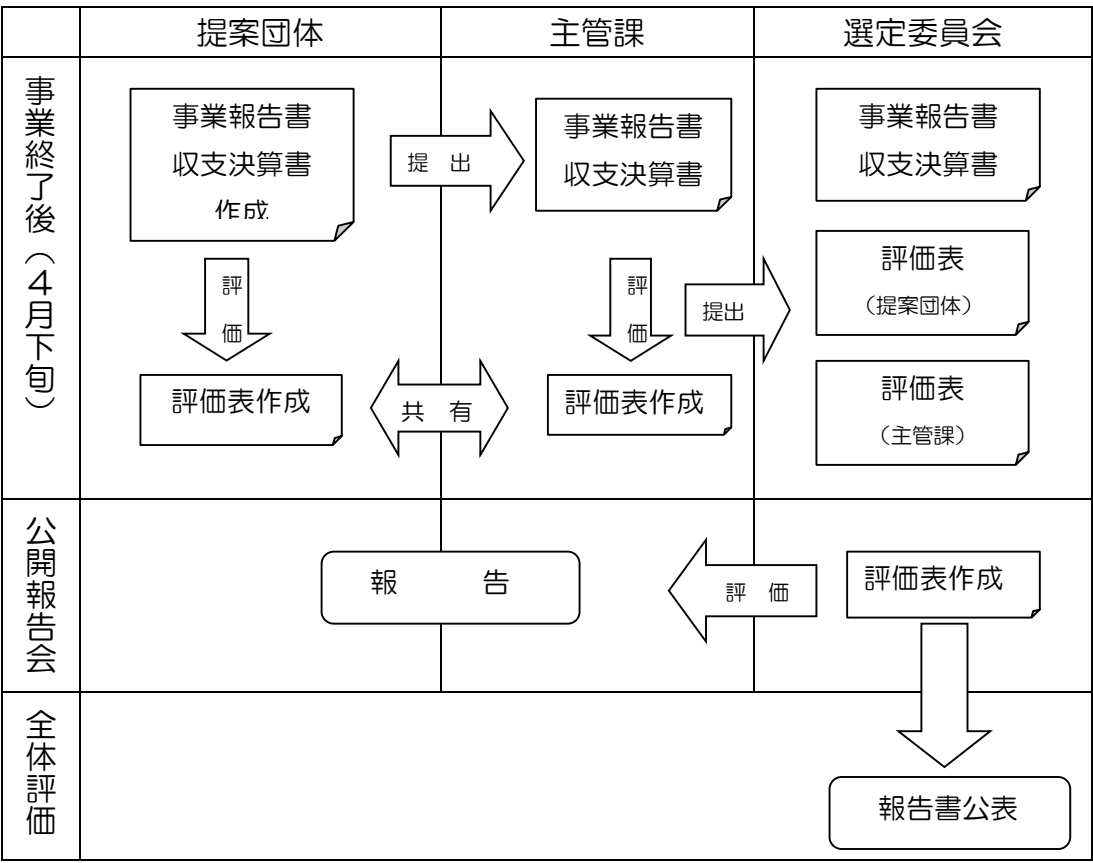 提案団体
主管課
選定委員会
事業終了後（４月下旬）
事業報告書
収支決算書
作成
提 出
事業報告書
収支決算書
事業報告書
収支決算書
評価
評価
提出
評価表
（提案団体）
評価表作成
共 有
評価表作成
評価表
（主管課）
公開報告会
報 告
評 価
評価表作成
全体評価
報告書公表